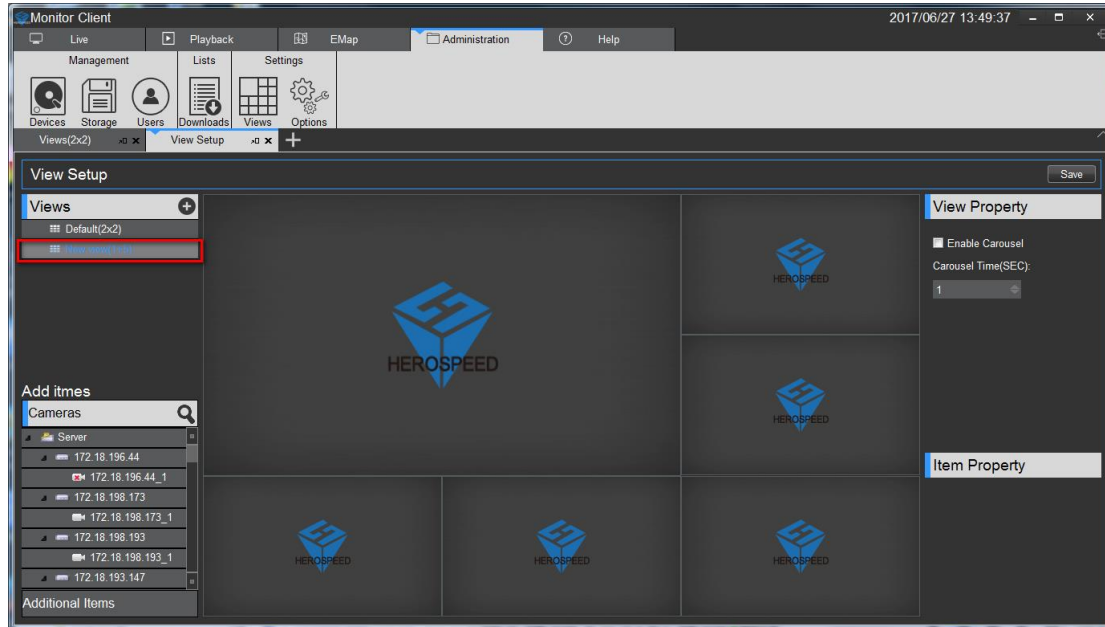 Monitor Client
2017/06/27 13:49:37
Live
Playback
EMap
Administration
Help
Management
Lists
Settings
Devices
Storage
Users
Downloads
Views
Options
Views(2x2)
View Setup
View Setup
Save
Views
Default(2x2)
View Property
Enable Carousel
Carousel Time(SEC):
1
HEROSPEED
HEROSPEED
HEROSPEED
Add itmes
Cameras
Server
172.18.196.44
172.18.196.44_1
172.18.198.173
172.18.198.173_1
172.18.198.193
172.18.198.193_1
172.18.193.147
Additional Items
Item Property
HEROSPEED
HEROSPEED
HEROSPEED